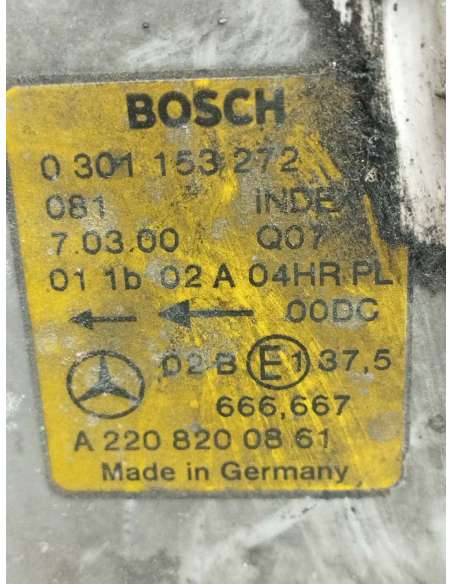 BOSCH
0 301 153 272
081 INDEX
7.03.00 Q07
01 1b 02 A 04HR PL
00DC
02-B E1 37,5
666,667
A 220 820 08 61
Made in Germany